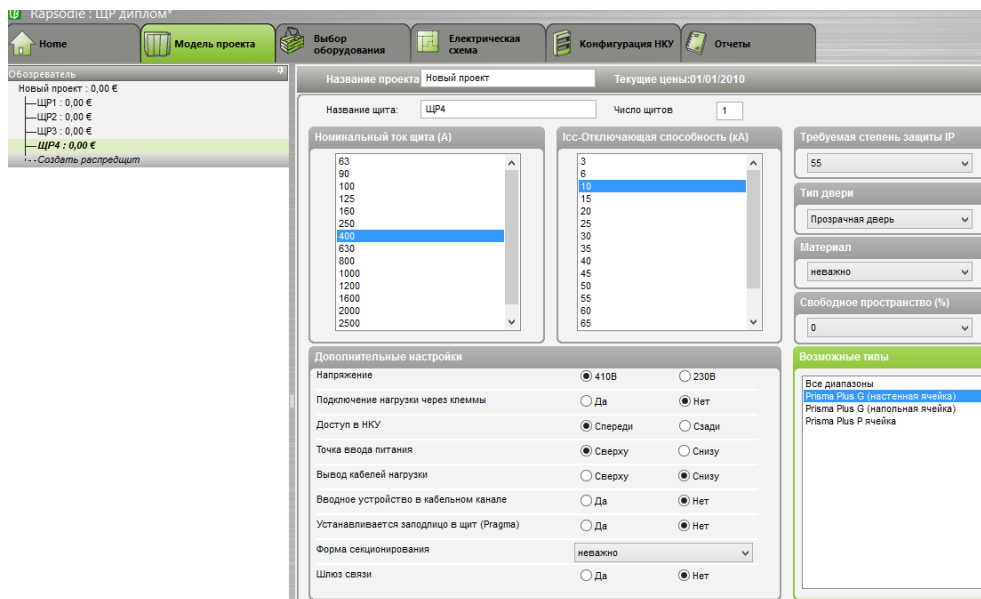 Rapsodie : ЩР диплом*
Home
Модель проекта
Выбор оборудования
Електрическая схема
Конфигурация НКУ
Отчеты
Обозреватель
Новый проект : 0,00 €
ЩР1 : 0,00 €
ЩР2 : 0,00 €
ЩР3 : 0,00 €
ЩР4 : 0,00 €
Создать распредщит
Название проекта Новый проект Текущие цены:01/01/2010
Название щита: ЩР4 Число щитов 1
Номинальный ток щита (А)
63
90
100
125
160
250
400
630
800
1000
1200
1600
2000
2500
Icc-Отключающая способность (кА)
3
6
10
15
20
25
30
35
40
45
50
55
60
65
Требуемая степень защиты IP
55
Тип двери
Прозрачная дверь
Материал
неважно
Свободное пространство (%)
0
Дополнительные настройки
Напряжение 410В 230В
Подключение нагрузки через клеммы Да Нет
Доступ в НКУ Спереди Сзади
Точка ввода питания Сверху Снизу
Вывод кабелей нагрузки Сверху Снизу
Вводное устройство в кабельном канале Да Нет
Устанавливается заподлицо в щит (Pragma) Да Нет
Форма секционирования неважно
Шлюз связи Да Нет
Возможные типы
Все диапазоны
Prisma Plus G (настенная ячейка)
Prisma Plus G (напольная ячейка)
Prisma Plus P ячейка